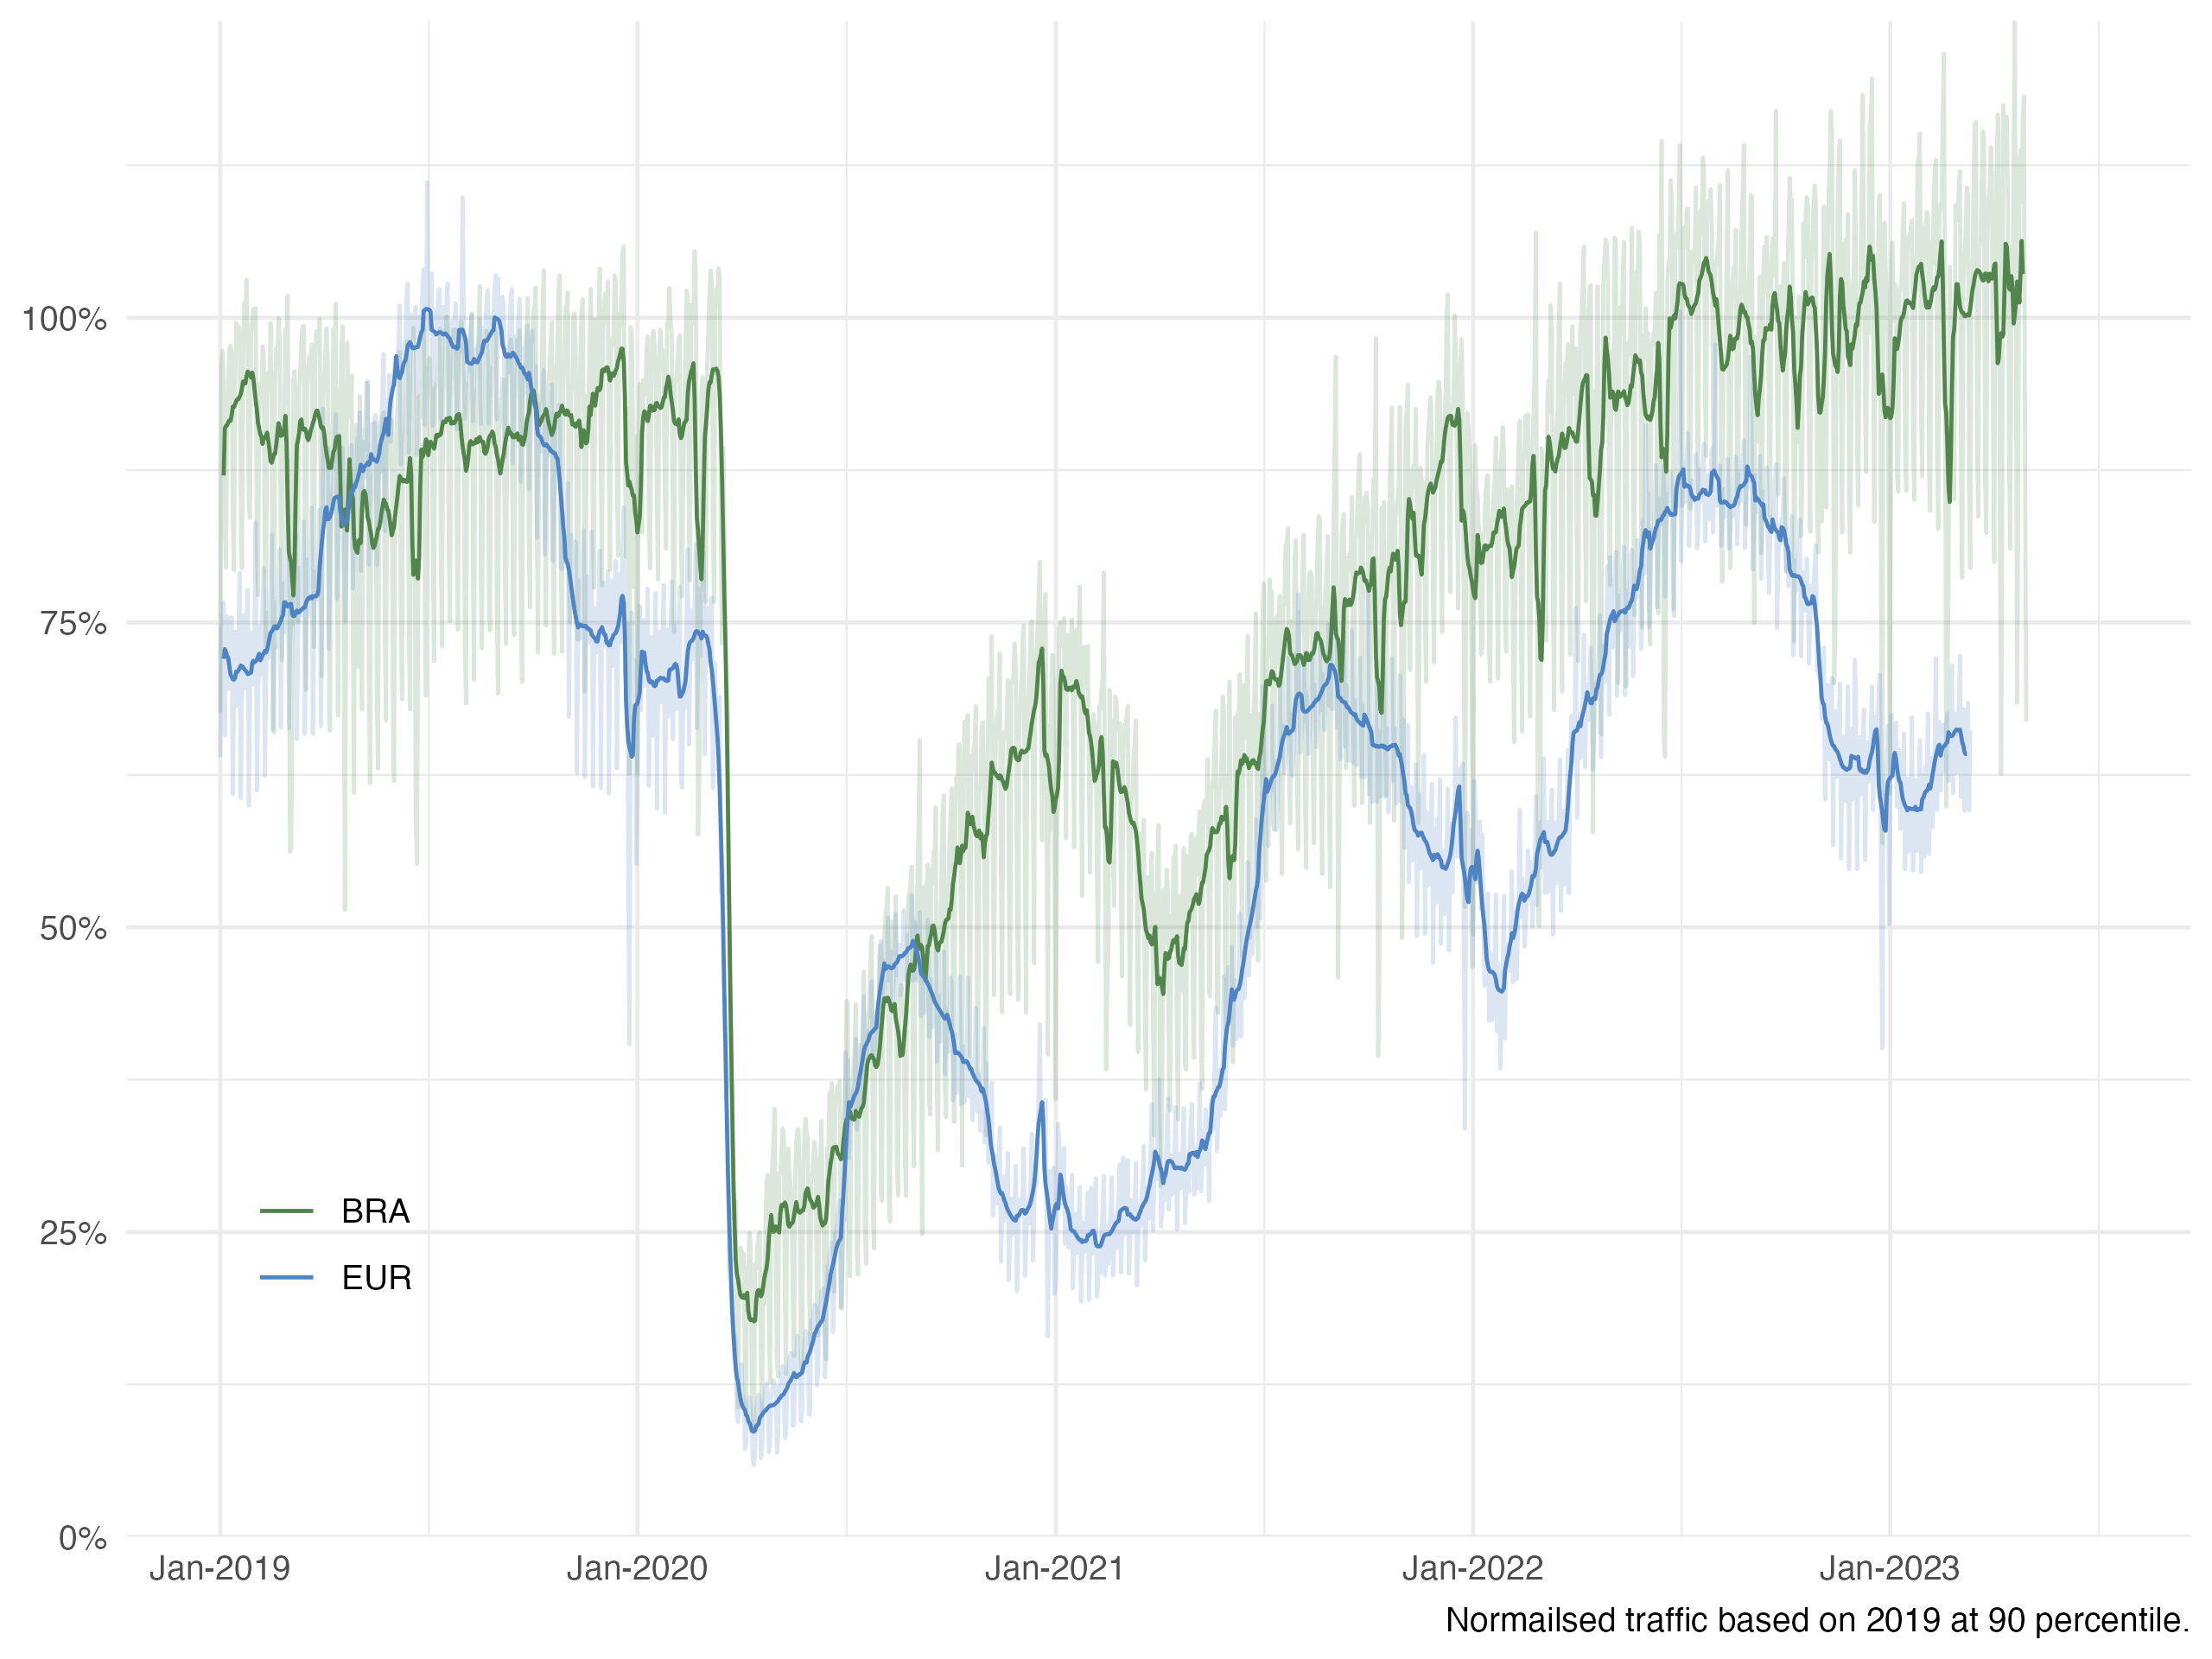 100%
75%
50%
25%
0%
BRA
EUR
Jan-2019 Jan-2020 Jan-2021 Jan-2022 Jan-2023
Normailsed traffic based on 2019 at 90 percentile.